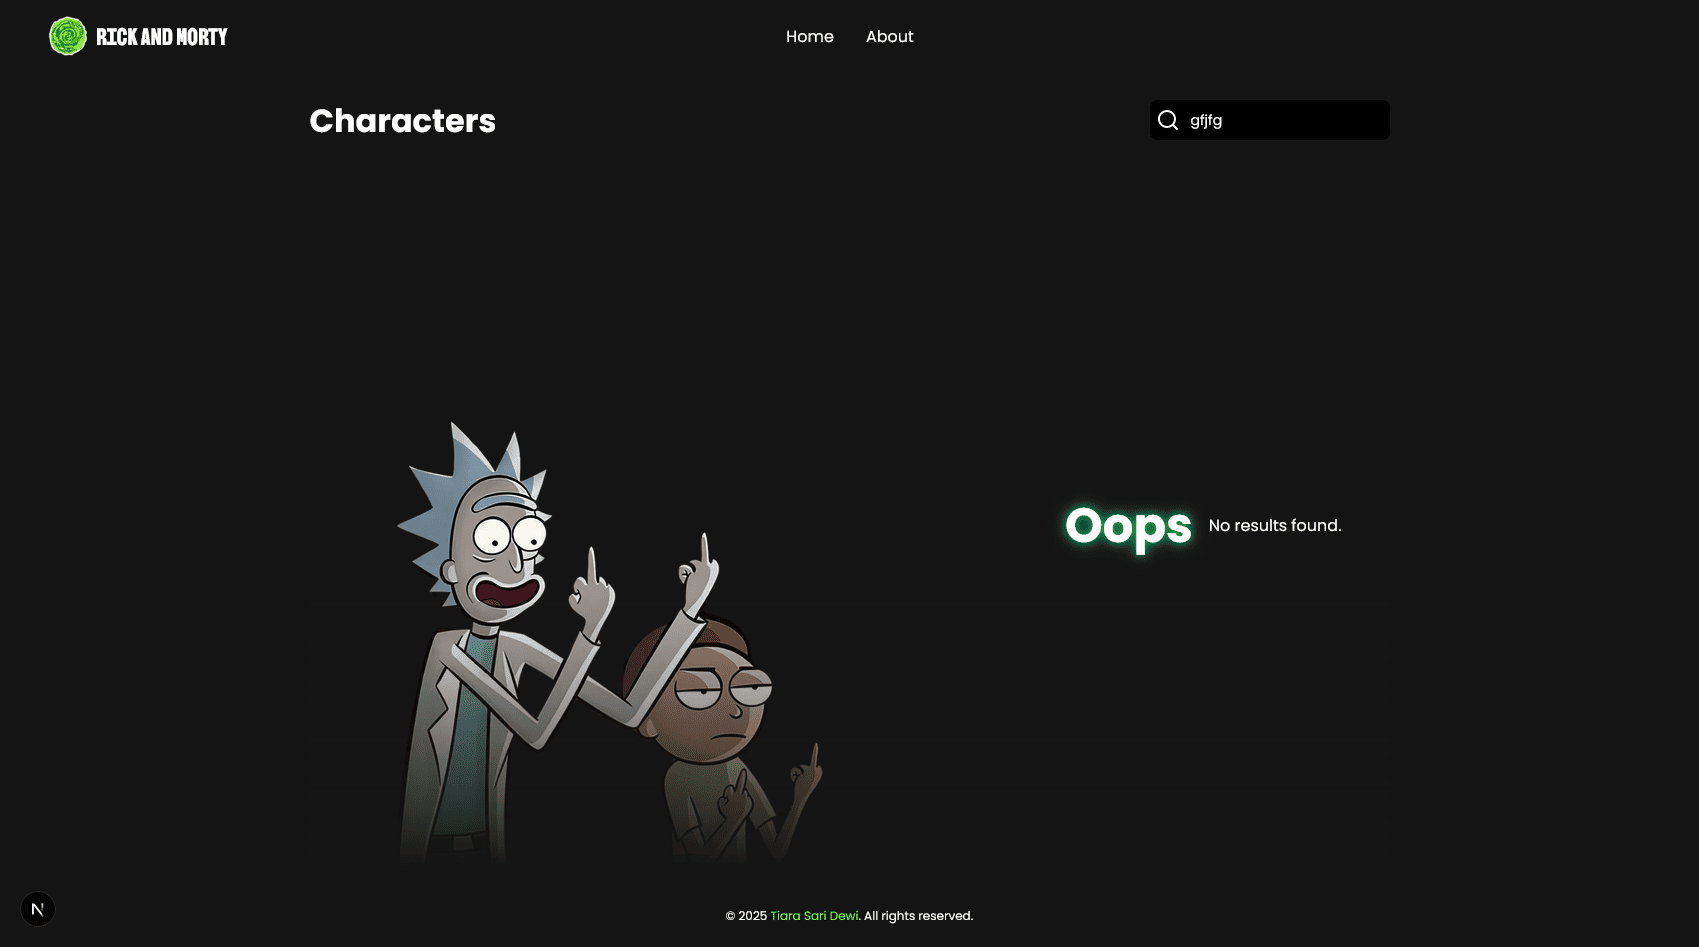 RICK AND MORTY
Home About
Characters
gfjfg
Oops No results found.
N
© 2025 Tiara Sari Dewi. All rights reserved.